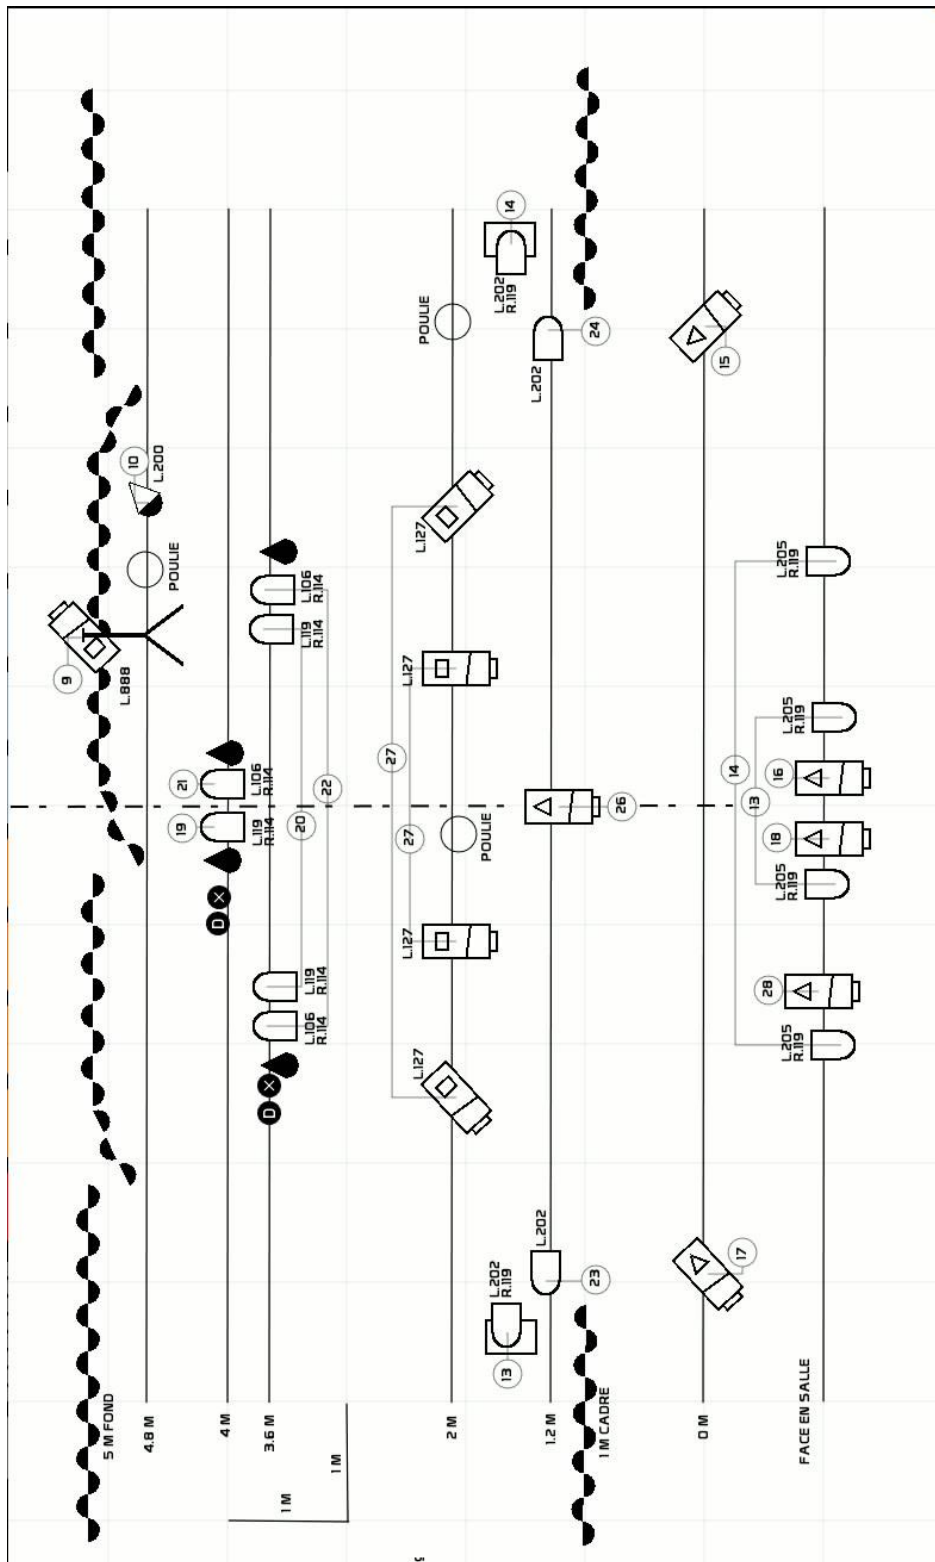 9
5 M FOND
L.888
10
L.200
4.8 M
POULIE
19
21
4 M
D X
L.119
R.114
L.106
R.114
3.6 M
D X
L.106
R.114
L.119
R.114
L.119
R.114
L.106
R.114
20
22
1 M
1 M
27
27
L.127
L.127
L.127
L.127
POULIE
2 M
POULIE
13
L.202
R.119
L.202
R.119
14
1.2 M
L.202
L.202
23
24
26
1 M CADRE
0 M
17
15
14
13
28
18
16
L.205
R.119
L.205
R.119
L.205
R.119
L.205
R.119
FACE EN SALLE